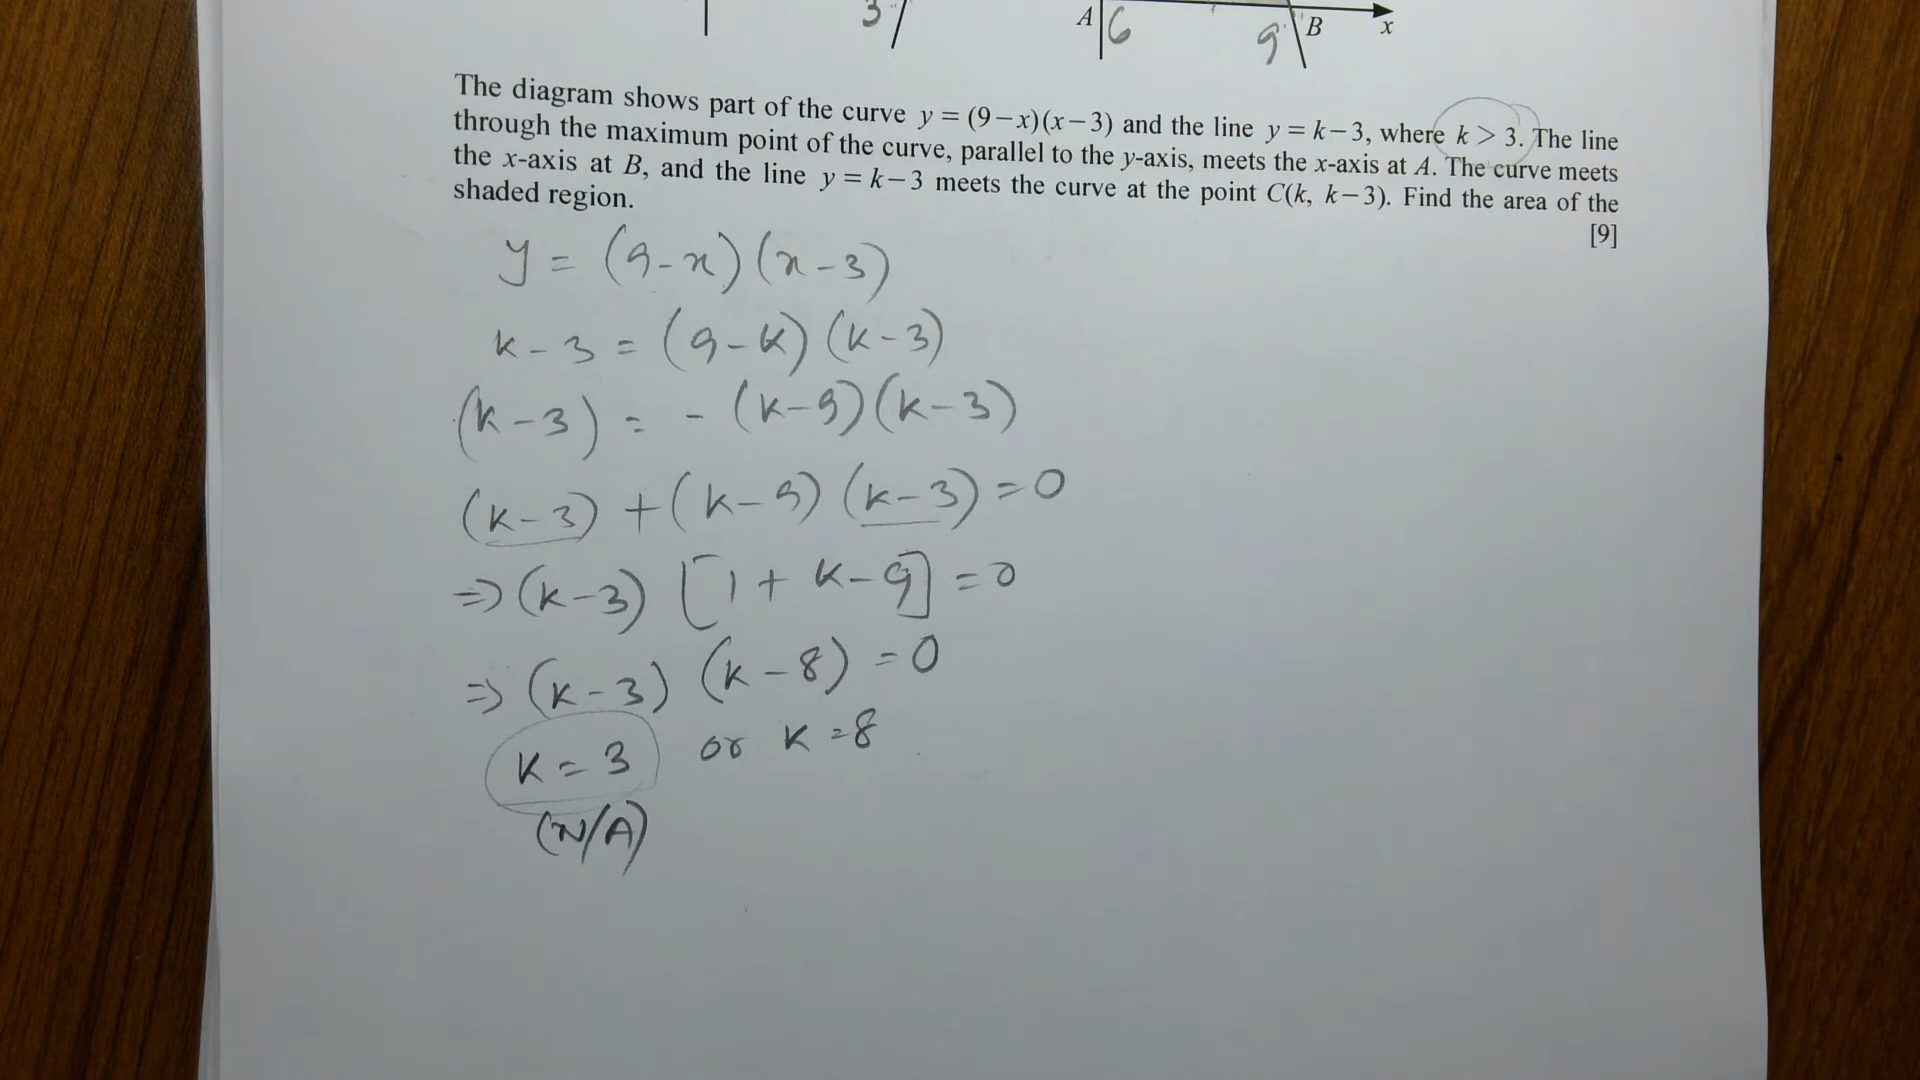 3 A 6 9 B x
The diagram shows part of the curve y = (9−x)(x−3) and the line y = k−3, where k > 3. The line
through the maximum point of the curve, parallel to the y-axis, meets the x-axis at A. The curve meets
the x-axis at B, and the line y = k−3 meets the curve at the point C(k, k−3). Find the area of the
shaded region.
[9]
y = (9-x)(x-3)
k-3 = (9-k)(k-3)
(k-3) = -(k-9)(k-3)
(k-3) + (k-9)(k-3) = 0
⇒ (k-3) [1 + k-9] = 0
⇒ (k-3) (k-8) = 0
k = 3 or k = 8
(N/A)